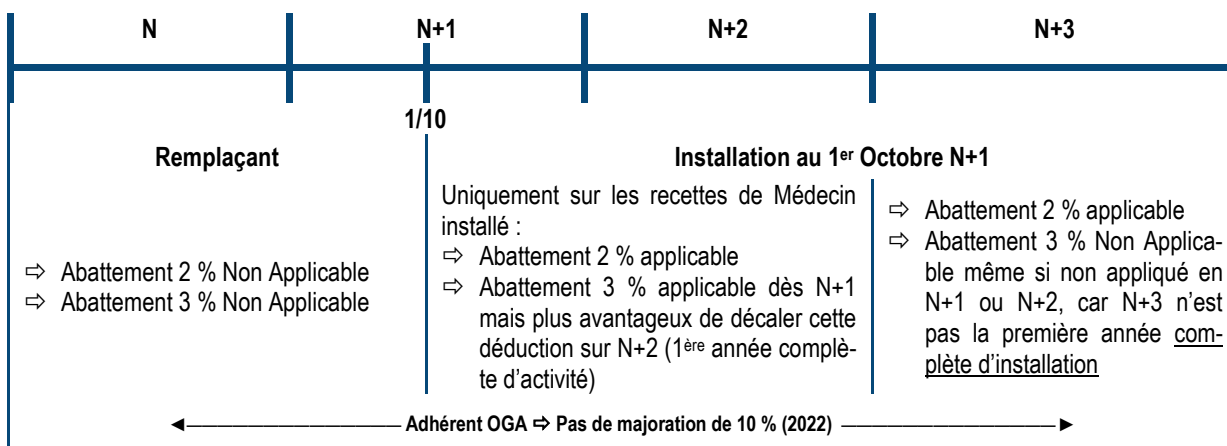 N N+1 N+2 N+3
1/10
Remplaçant
Installation au 1er Octobre N+1
⇨ Abattement 2 % Non Applicable
⇨ Abattement 3 % Non Applicable
Uniquement sur les recettes de Médecin
installé :
⇨ Abattement 2 % applicable
⇨ Abattement 3 % applicable dès N+1
mais plus avantageux de décaler cette
déduction sur N+2 (1ère année complè-
te d'activité)
⇨ Abattement 2 % applicable
⇨ Abattement 3 % Non Applica-
ble même si non appliqué en
N+1 ou N+2, car N+3 n'est
pas la première année com-
plète d'installation
Adhérent OGA ⇨ Pas de majoration de 10 % (2022)